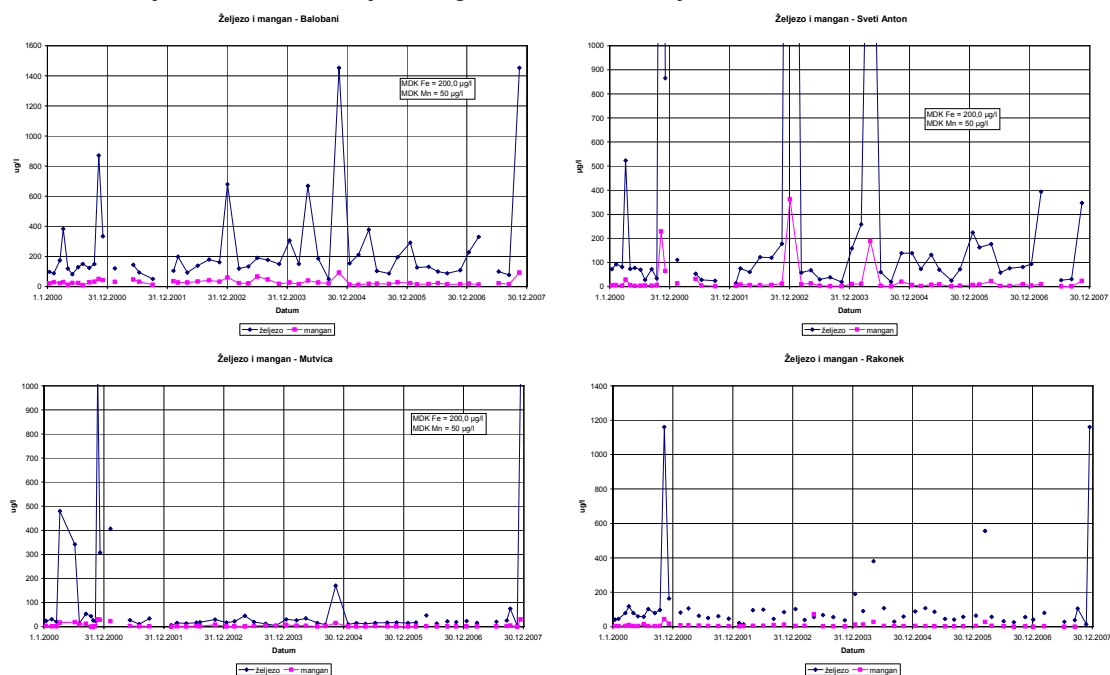 Željezo i mangan - Balobani
1600
1400
1200
1000
800
600
400
200
0
ug/l
MDK Fe = 200,0 µg/l
MDK Mn = 50 µg/l
1.1.2000 31.12.2000 31.12.2001 31.12.2002 31.12.2003 30.12.2004 30.12.2005 30.12.2006 30.12.2007
Datum
željezo mangan
Željezo i mangan - Sveti Anton
1000
900
800
700
600
500
400
300
200
100
0
µg/l
MDK Fe = 200,0 µg/l
MDK Mn = 50 µg/l
1.1.2000 31.12.2000 31.12.2001 31.12.2002 31.12.2003 30.12.2004 30.12.2005 30.12.2006 30.12.2007
Datum
željezo mangan
Željezo i mangan - Mutvica
1000
900
800
700
600
500
400
300
200
100
0
ug/l
MDK Fe = 200,0 µg/l
MDK Mn = 50 µg/l
1.1.2000 31.12.2000 31.12.2001 31.12.2002 31.12.2003 30.12.2004 30.12.2005 30.12.2006 30.12.2007
Datum
željezo mangan
Željezo i mangan - Rakonek
1400
1200
1000
800
600
400
200
0
ug/l
1.1.2000 31.12.2000 31.12.2001 31.12.2002 31.12.2003 30.12.2004 30.12.2005 30.12.2006 30.12.2007
Datum
željezo mangan